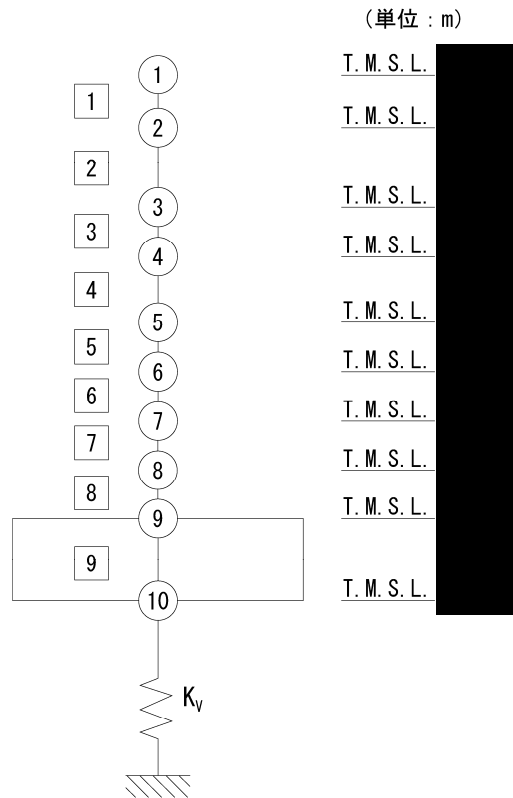 （単位：m）
1 T. M. S. L.
1
2 T. M. S. L.
2
3 T. M. S. L.
3
4 T. M. S. L.
4
5 T. M. S. L.
5
6 T. M. S. L.
6
7 T. M. S. L.
7
8 T. M. S. L.
8
9 T. M. S. L.
9
10 T. M. S. L.
KV